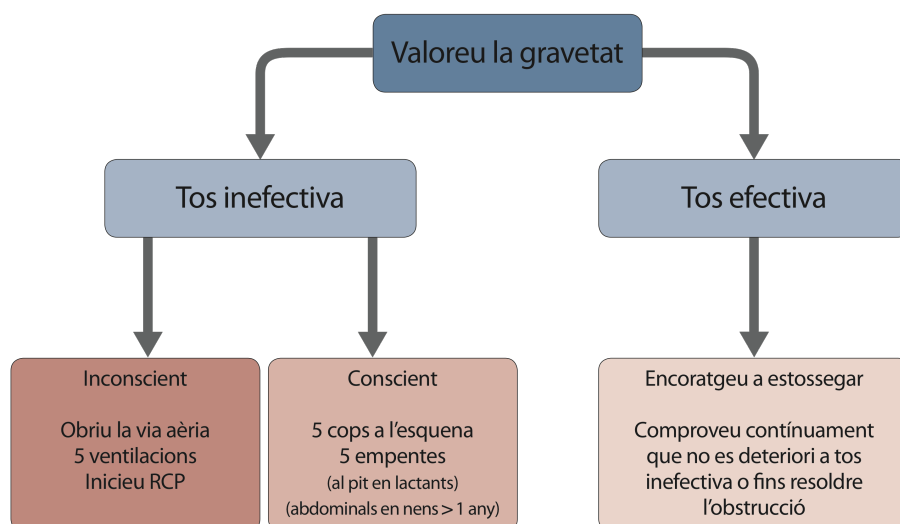 Valoreu la gravetat
Tos inefectiva
Tos efectiva
Inconscient
Obriu la via aèria
5 ventilacions
Inicieu RCP
Conscient
5 cops a l'esquena
5 empentes
(al pit en lactants)
(abdominals en nens > 1 any)
Encoratgeu a estossegar
Comproveu contínuament
que no es deteriori a tos
inefectiva o fins resoldre
l'obstrucció